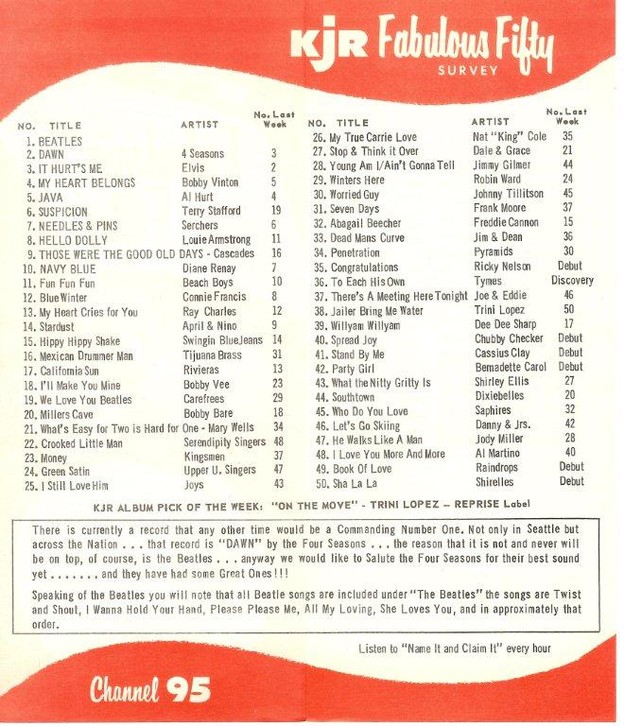 KJR Fabulous Fifty
SURVEY
NO. TITLE ARTIST No. Last Week
1. BEATLES
2. DAWN 4 Seasons 3
3. IT HURT'S ME Elvis 2
4. MY HEART BELONGS Bobby Vinton 5
5. JAVA Al Hurt 4
6. SUSPICION Terry Stafford 19
7. NEEDLES & PINS Serchers 6
8. HELLO DOLLY Louie Armstrong 11
9. THOSE WERE THE GOOD OLD DAYS - Cascades 16
10. NAVY BLUE Diane Renay 7
11. Fun Fun Fun Beach Boys 10
12. Blue Winter Connie Francis 8
13. My Heart Cries for You Ray Charles 12
14. Stardust April & Nino 9
15. Hippy Hippy Shake Swingin BlueJeans 14
16. Mexican Drummer Man Tijuana Brass 31
17. California Sun Rivieras 13
18. I'll Make You Mine Bobby Vee 23
19. We Love You Beatles Carefrees 29
20. Millers Cave Bobby Bare 18
21. What's Easy for Two is Hard for One - Mary Wells 34
22. Crooked Little Man Serendipity Singers 48
23. Money Kingsmen 37
24. Green Satin Upper U. Singers 47
25. I Still Love Him Joys 43
NO. TITLE ARTIST No. Last Week
26. My True Carrie Love Nat "King" Cole 35
27. Stop & Think it Over Dale & Grace 21
28. Young Am I/Ain't Gonna Tell Jimmy Gilmer 44
29. Winters Here Robin Ward 24
30. Worried Guy Johnny Tillitson 45
31. Seven Days Frank Moore 37
32. Abagail Beecher Freddie Cannon 15
33. Dead Mans Curve Jim & Dean 36
34. Penetration Pyramids 30
35. Congratulations Ricky Nelson Debut
36. To Each His Own Tymes Discovery
37. There's A Meeting Here Tonight Joe & Eddie 46
38. Jailer Bring Me Water Trini Lopez 50
39. Willyam Willyam Dee Dee Sharp 17
40. Spread Joy Chubby Checker Debut
41. Stand By Me Cassius Clay Debut
42. Party Girl Bernadette Carol Debut
43. What the Nitty Gritty Is Shirley Ellis 27
44. Southtown Dixiebelles 20
45. Who Do You Love Saphires 32
46. Let's Go Skiing Danny & Jrs. 42
47. He Walks Like A Man Jody Miller 28
48. I Love You More And More Al Martino 40
49. Book Of Love Raindrops Debut
50. Sha La La Shirelles Debut
KJR ALBUM PICK OF THE WEEK: "ON THE MOVE" - TRINI LOPEZ – REPRISE Label
There is currently a record that any other time would be a Commanding Number One. Not only in Seattle but
across the Nation . . . that record is "DAWN" by the Four Seasons . . . the reason that it is not and never will
be on top, of course, is the Beatles . . . anyway we would like to Salute the Four Seasons for their best sound
yet . . . . . . . and they have had some Great Ones!!!
Speaking of the Beatles you will note that all Beatle songs are included under "The Beatles" the songs are Twist
and Shout, I Wanna Hold Your Hand, Please Please Me, All My Loving, She Loves You, and in approximately that
order.
Listen to "Name It and Claim It" every hour
Channel 95